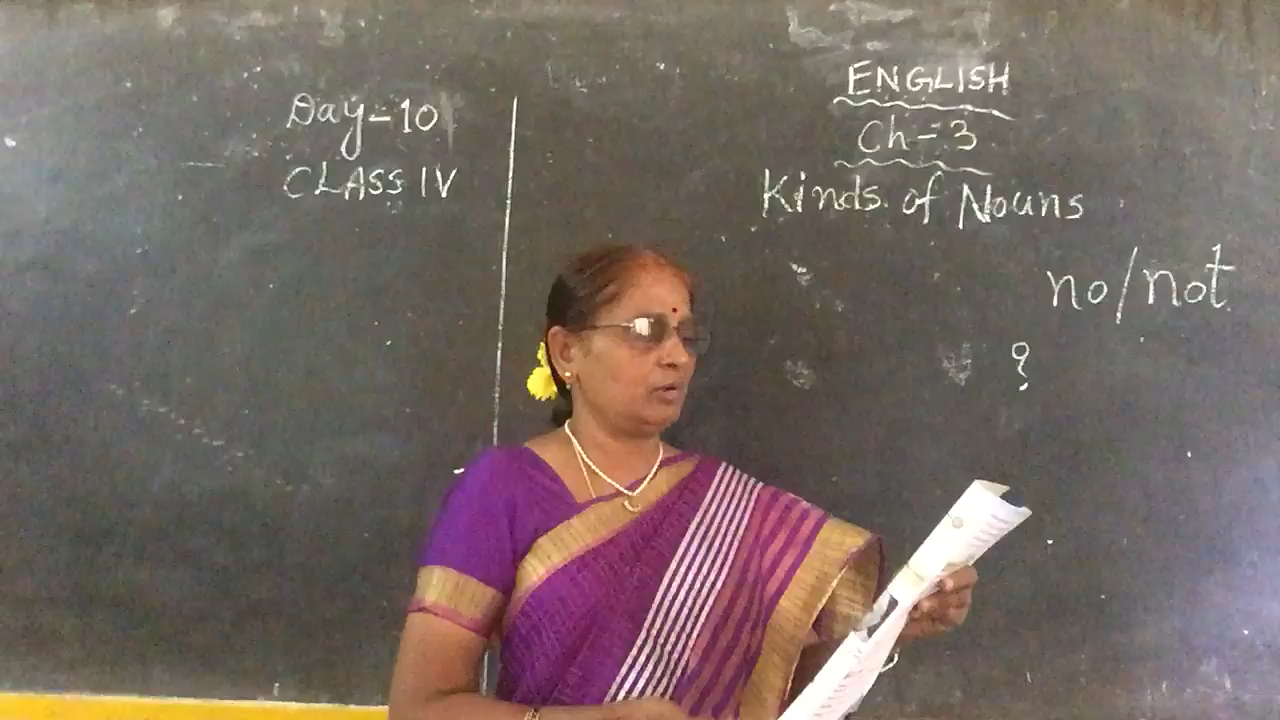 Day-10
CLASS IV
ENGLISH
Ch-3
Kinds of Nouns
no/not
?